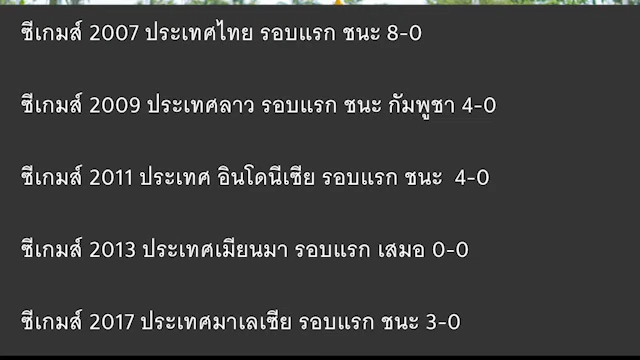 ซีเกมส์ 2007 ประเทศไทย รอบแรก ชนะ 8-0
ซีเกมส์ 2009 ประเทศลาว รอบแรก ชนะ กัมพูชา 4-0
ซีเกมส์ 2011 ประเทศ อินโดนีเซีย รอบแรก ชนะ 4-0
ซีเกมส์ 2013 ประเทศเมียนมา รอบแรก เสมอ 0-0
ซีเกมส์ 2017 ประเทศมาเลเซีย รอบแรก ชนะ 3-0